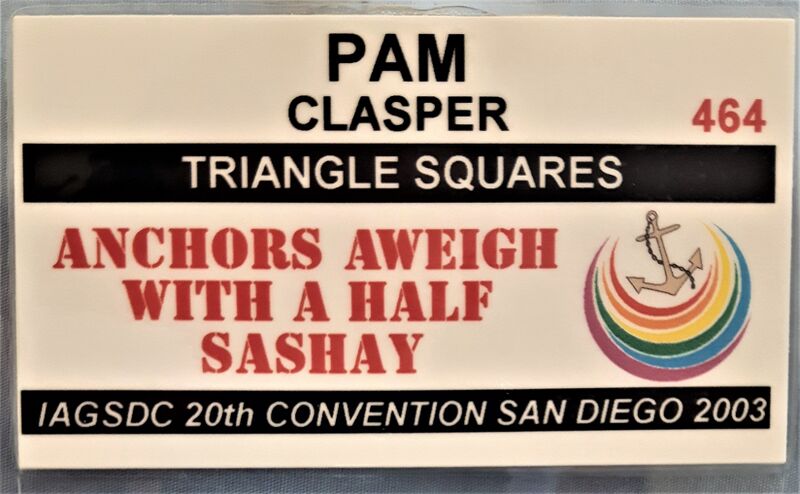 PAM
CLASPER
464
TRIANGLE SQUARES
ANCHORS AWEIGH
WITH A HALF
SASHAY
IAGSDC 20th CONVENTION SAN DIEGO 2003